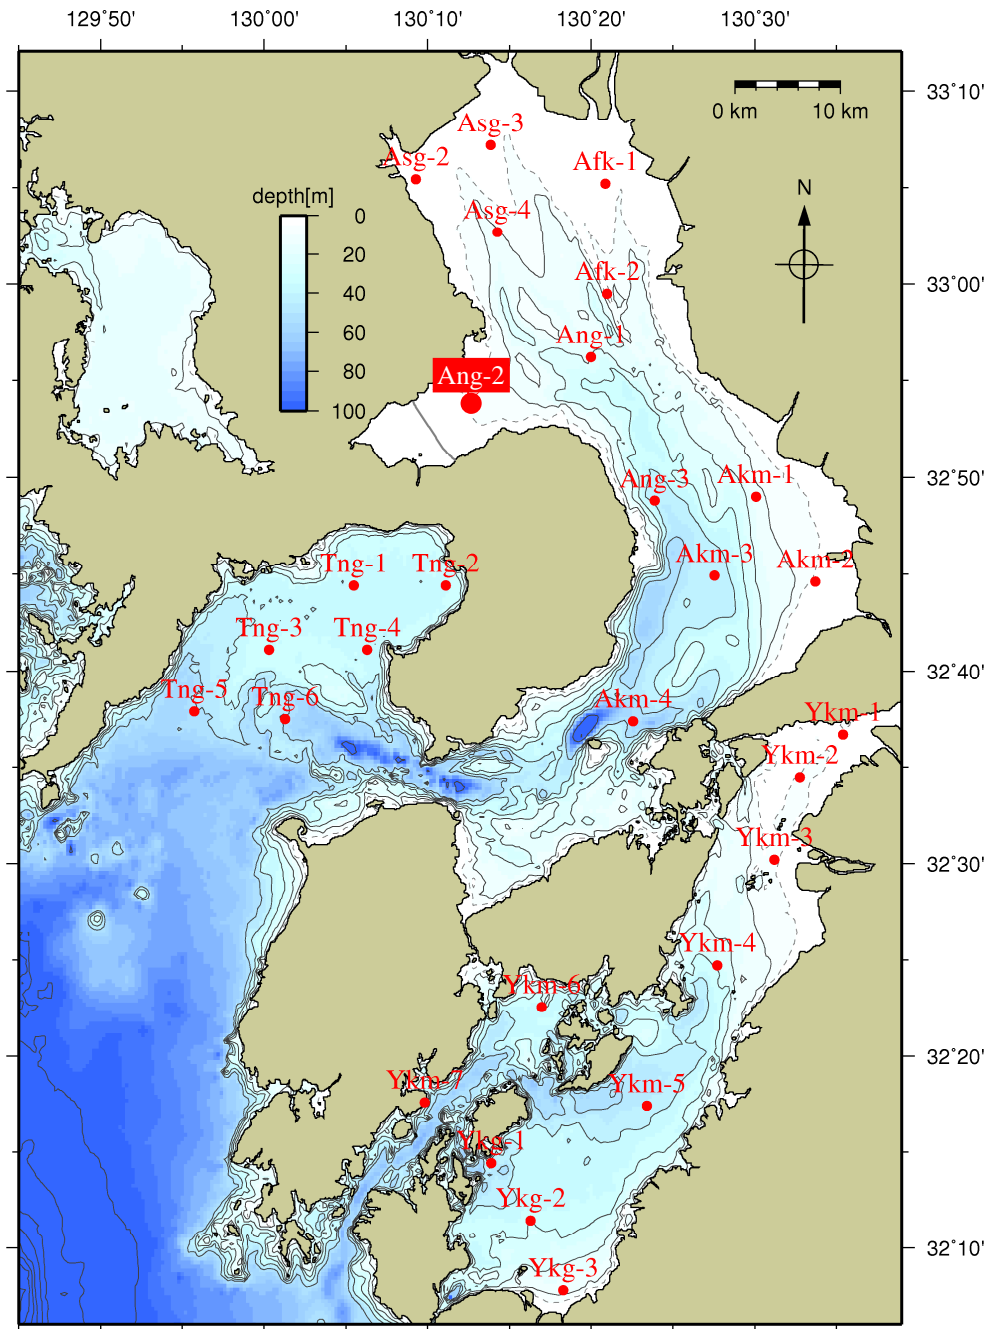 129°50' 130°00' 130°10' 130°20' 130°30'
33°10'
0 km 10 km
Asg-3
Asg-2
Afk-1
N
depth[m]
0
20
40
60
80
100
Asg-4
Afk-2
33°00'
Ang-1
Ang-2
32°50'
Ang-3
Akm-1
Akm-3
Akm-2
Tng-1
Tng-2
Tng-3
Tng-4
32°40'
Tng-5
Tng-6
Akm-4
Ykm-1
Ykm-2
Ykm-3
32°30'
Ykm-4
Ykm-6
32°20'
Ykm-7
Ykm-5
Ykg-1
Ykg-2
32°10'
Ykg-3